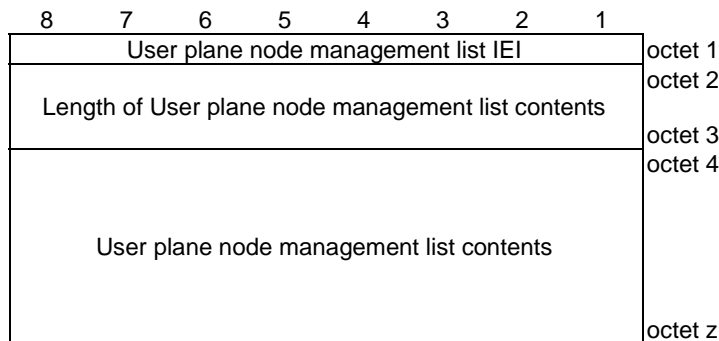 8 7 6 5 4 3 2 1
User plane node management list IEI octet 1
octet 2
Length of User plane node management list contents
octet 3
octet 4
User plane node management list contents
octet z